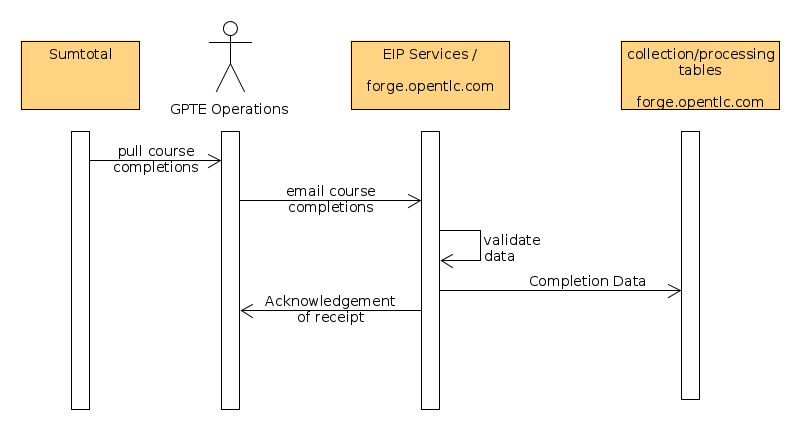 Sumtotal
GPTE Operations
EIP Services /
forge.opentlc.com
collection/processing
tables
forge.opentlc.com
pull course
completions
email course
completions
validate
data
Completion Data
Acknowledgement
of receipt